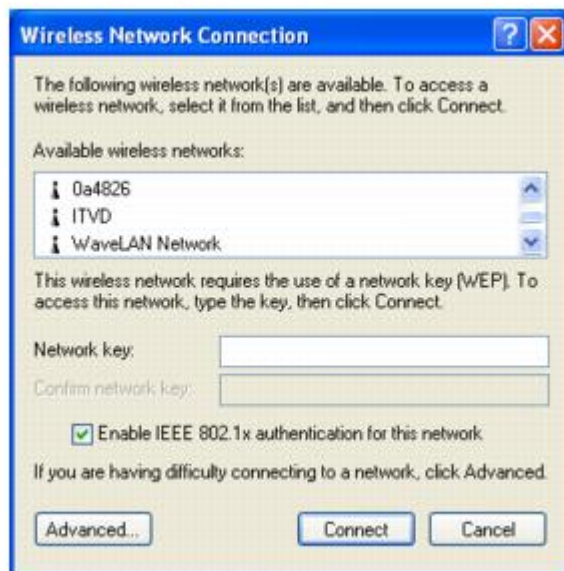 Wireless Network Connection
The following wireless network(s) are available. To access a
wireless network, select it from the list, and then click Connect.
Available wireless networks:
0a4826
ITVD
WaveLAN Network
This wireless network requires the use of a network key (WEP). To
access this network, type the key, then click Connect.
Network key:
Confirm network key:
Enable IEEE 802.1x authentication for this network
If you are having difficulty connecting to a network, click Advanced.
Advanced... Connect Cancel